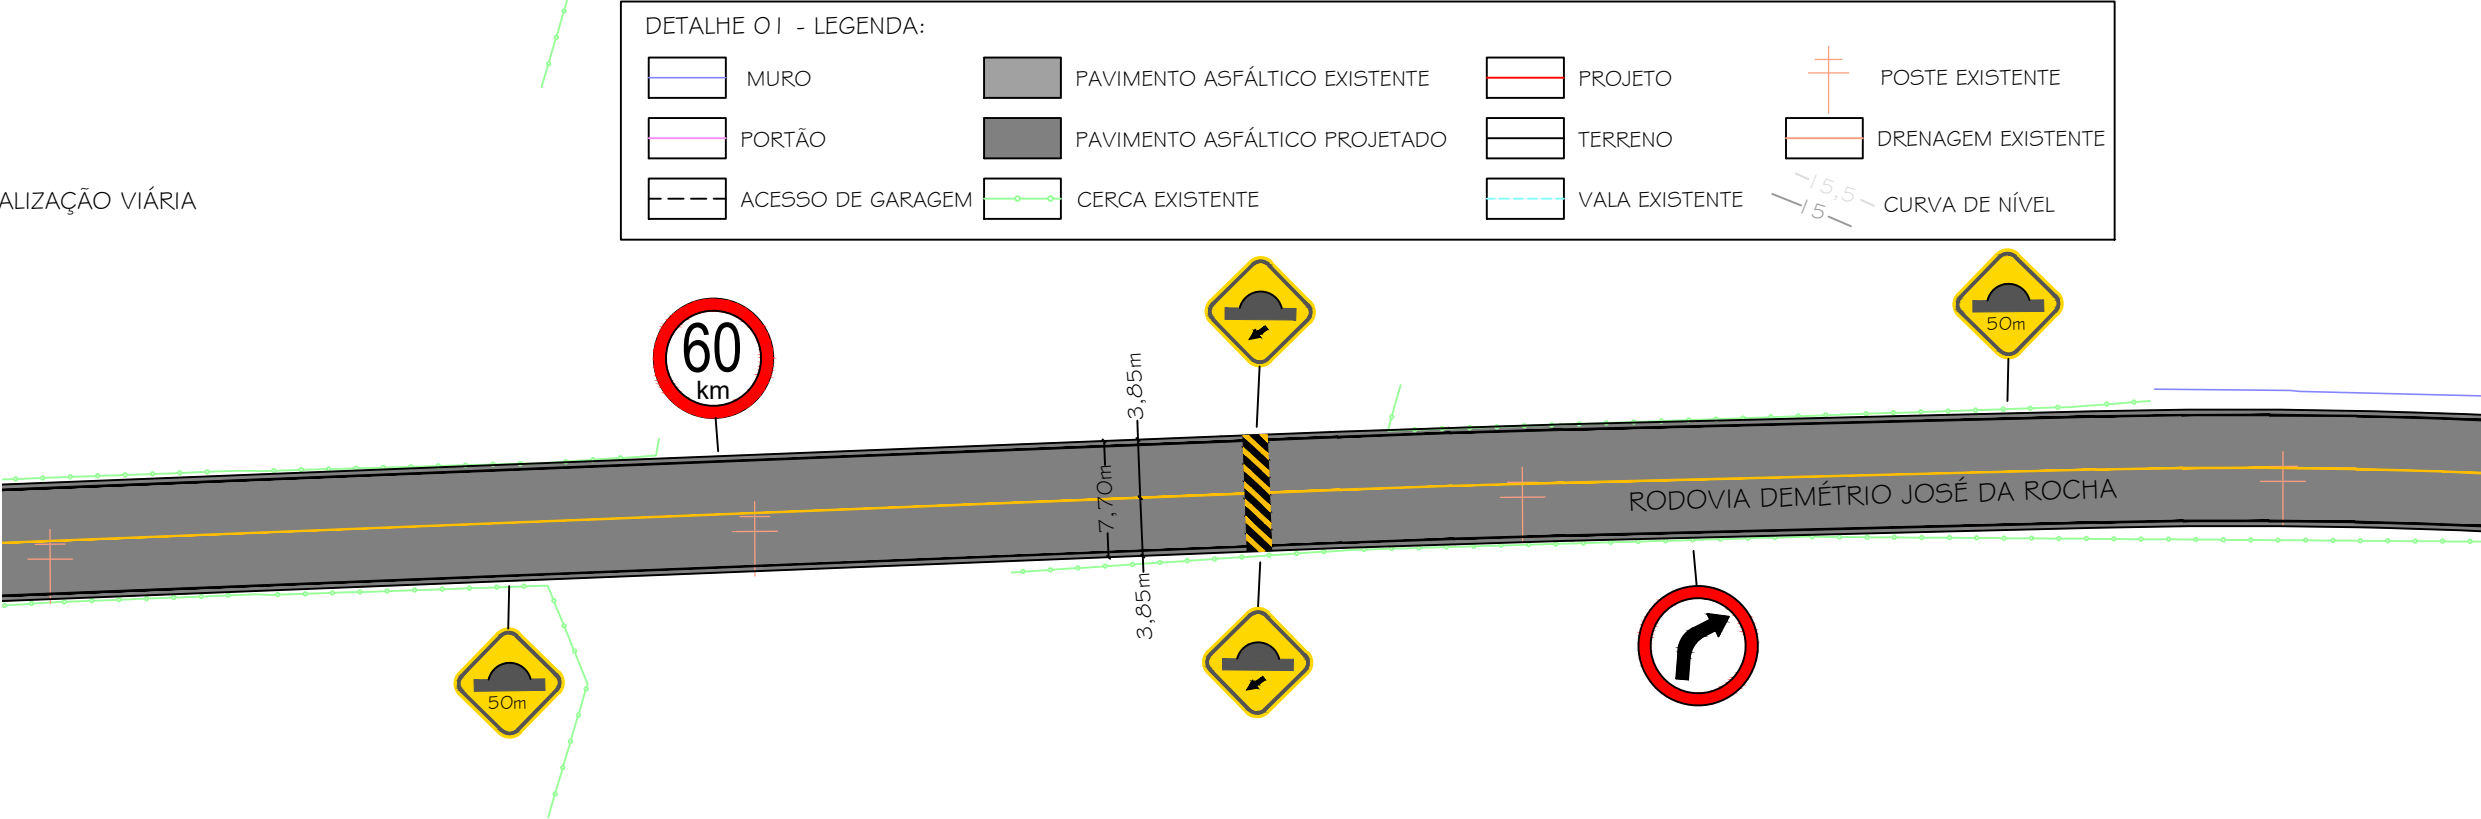 DETALHE 01 - LEGENDA:
MURO
PAVIMENTO ASFÁLTICO EXISTENTE
PROJETO
POSTE EXISTENTE
PORTÃO
PAVIMENTO ASFÁLTICO PROJETADO
TERRENO
DRENAGEM EXISTENTE
ACESSO DE GARAGEM
CERCA EXISTENTE
VALA EXISTENTE
15,5
15
CURVA DE NÍVEL
ALIZAÇÃO VIÁRIA
60
km
50m
3,85m
7,70m
3,85m
RODOVIA DEMÉTRIO JOSÉ DA ROCHA
50m